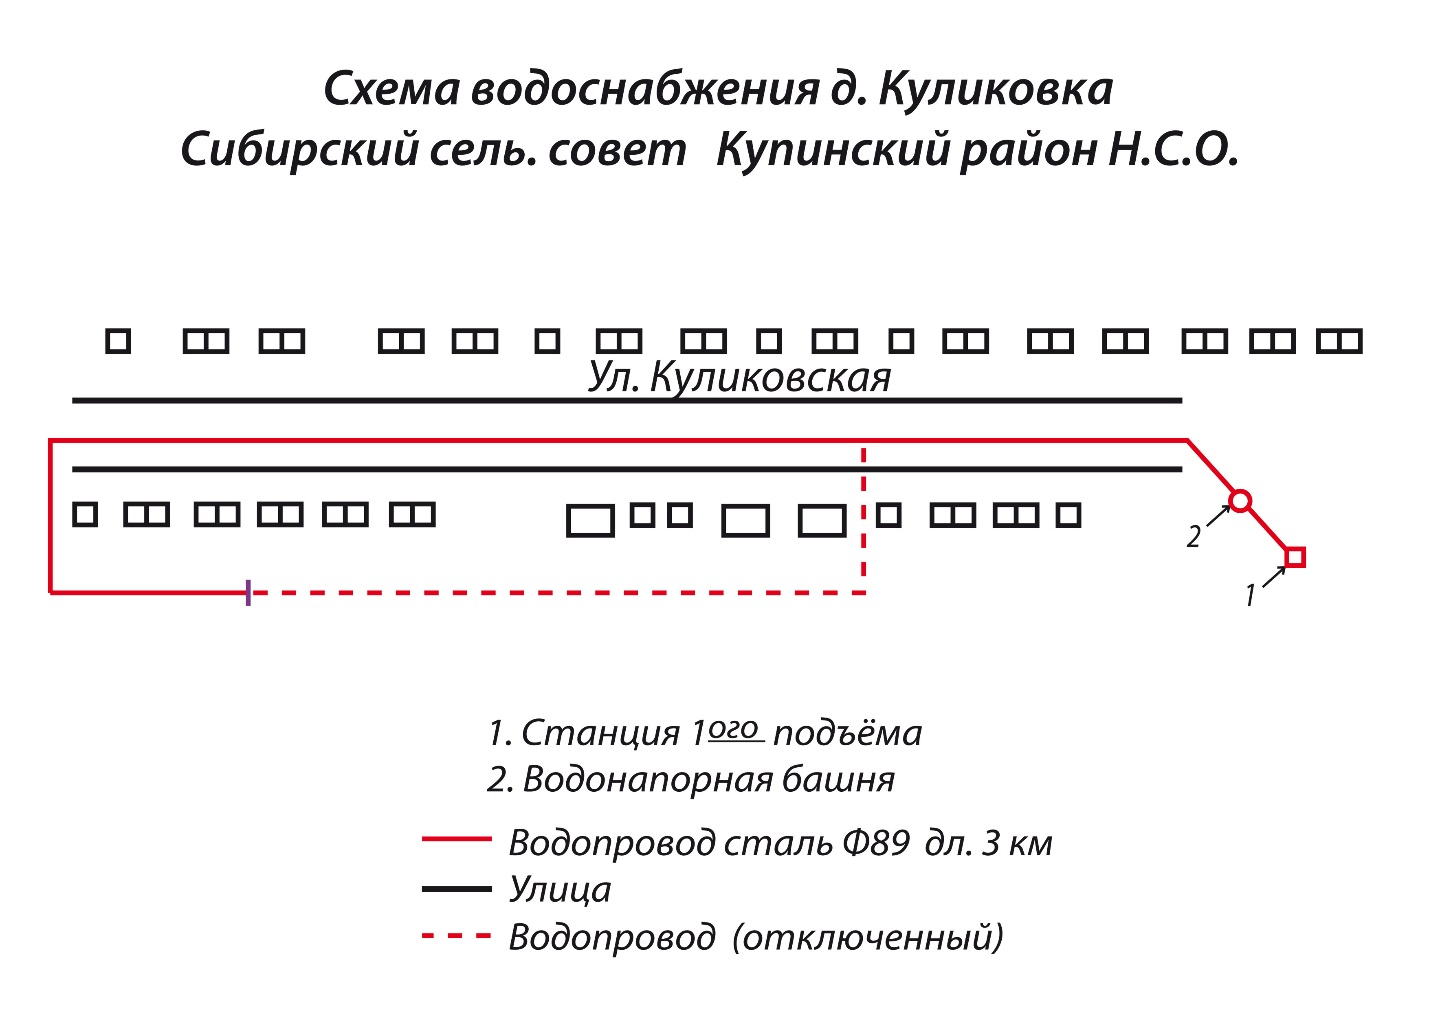 Схема водоснабжения д. Куликовка
Сибирский сель. совет Купинский район Н.С.О.
Ул. Куликовская
2
1
1. Станция 1ого подъёма
2. Водонапорная башня
Водопровод сталь Ф89 дл. 3 км
Улица
Водопровод (отключенный)